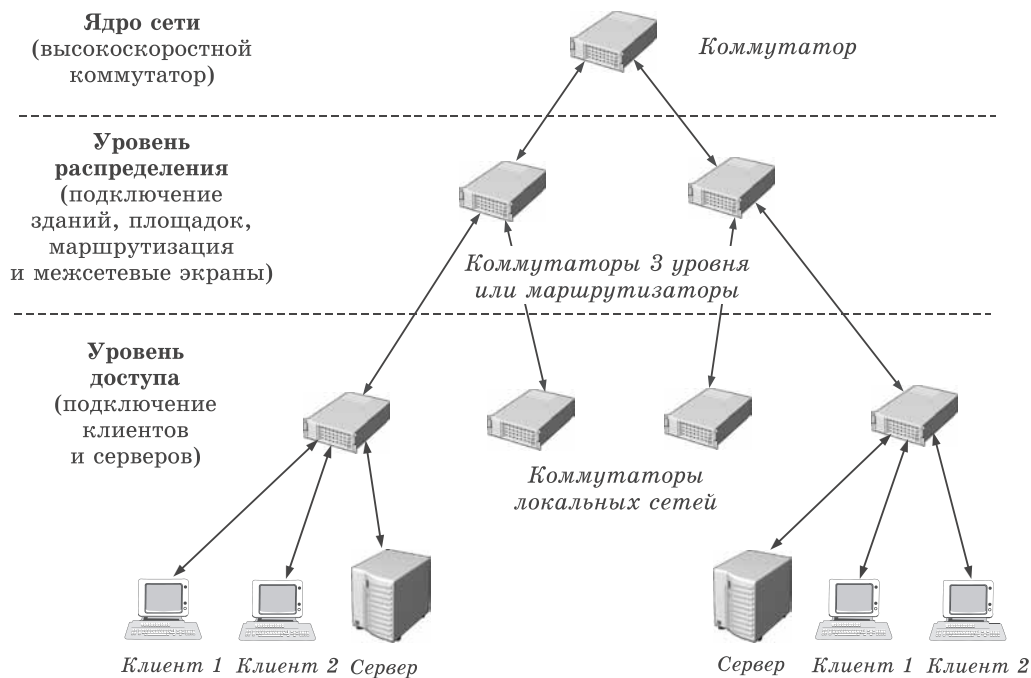 Ядро сети
(высокоскоростной
коммутатор)
Коммутатор
Уровень
распределения
(подключение
зданий, площадок,
маршрутизация
и межсетевые экраны)
Коммутаторы 3 уровня
или маршрутизаторы
Уровень
доступа
(подключение
клиентов
и серверов)
Коммутаторы
локальных сетей
Клиент 1 Клиент 2 Сервер Сервер Клиент 1 Клиент 2